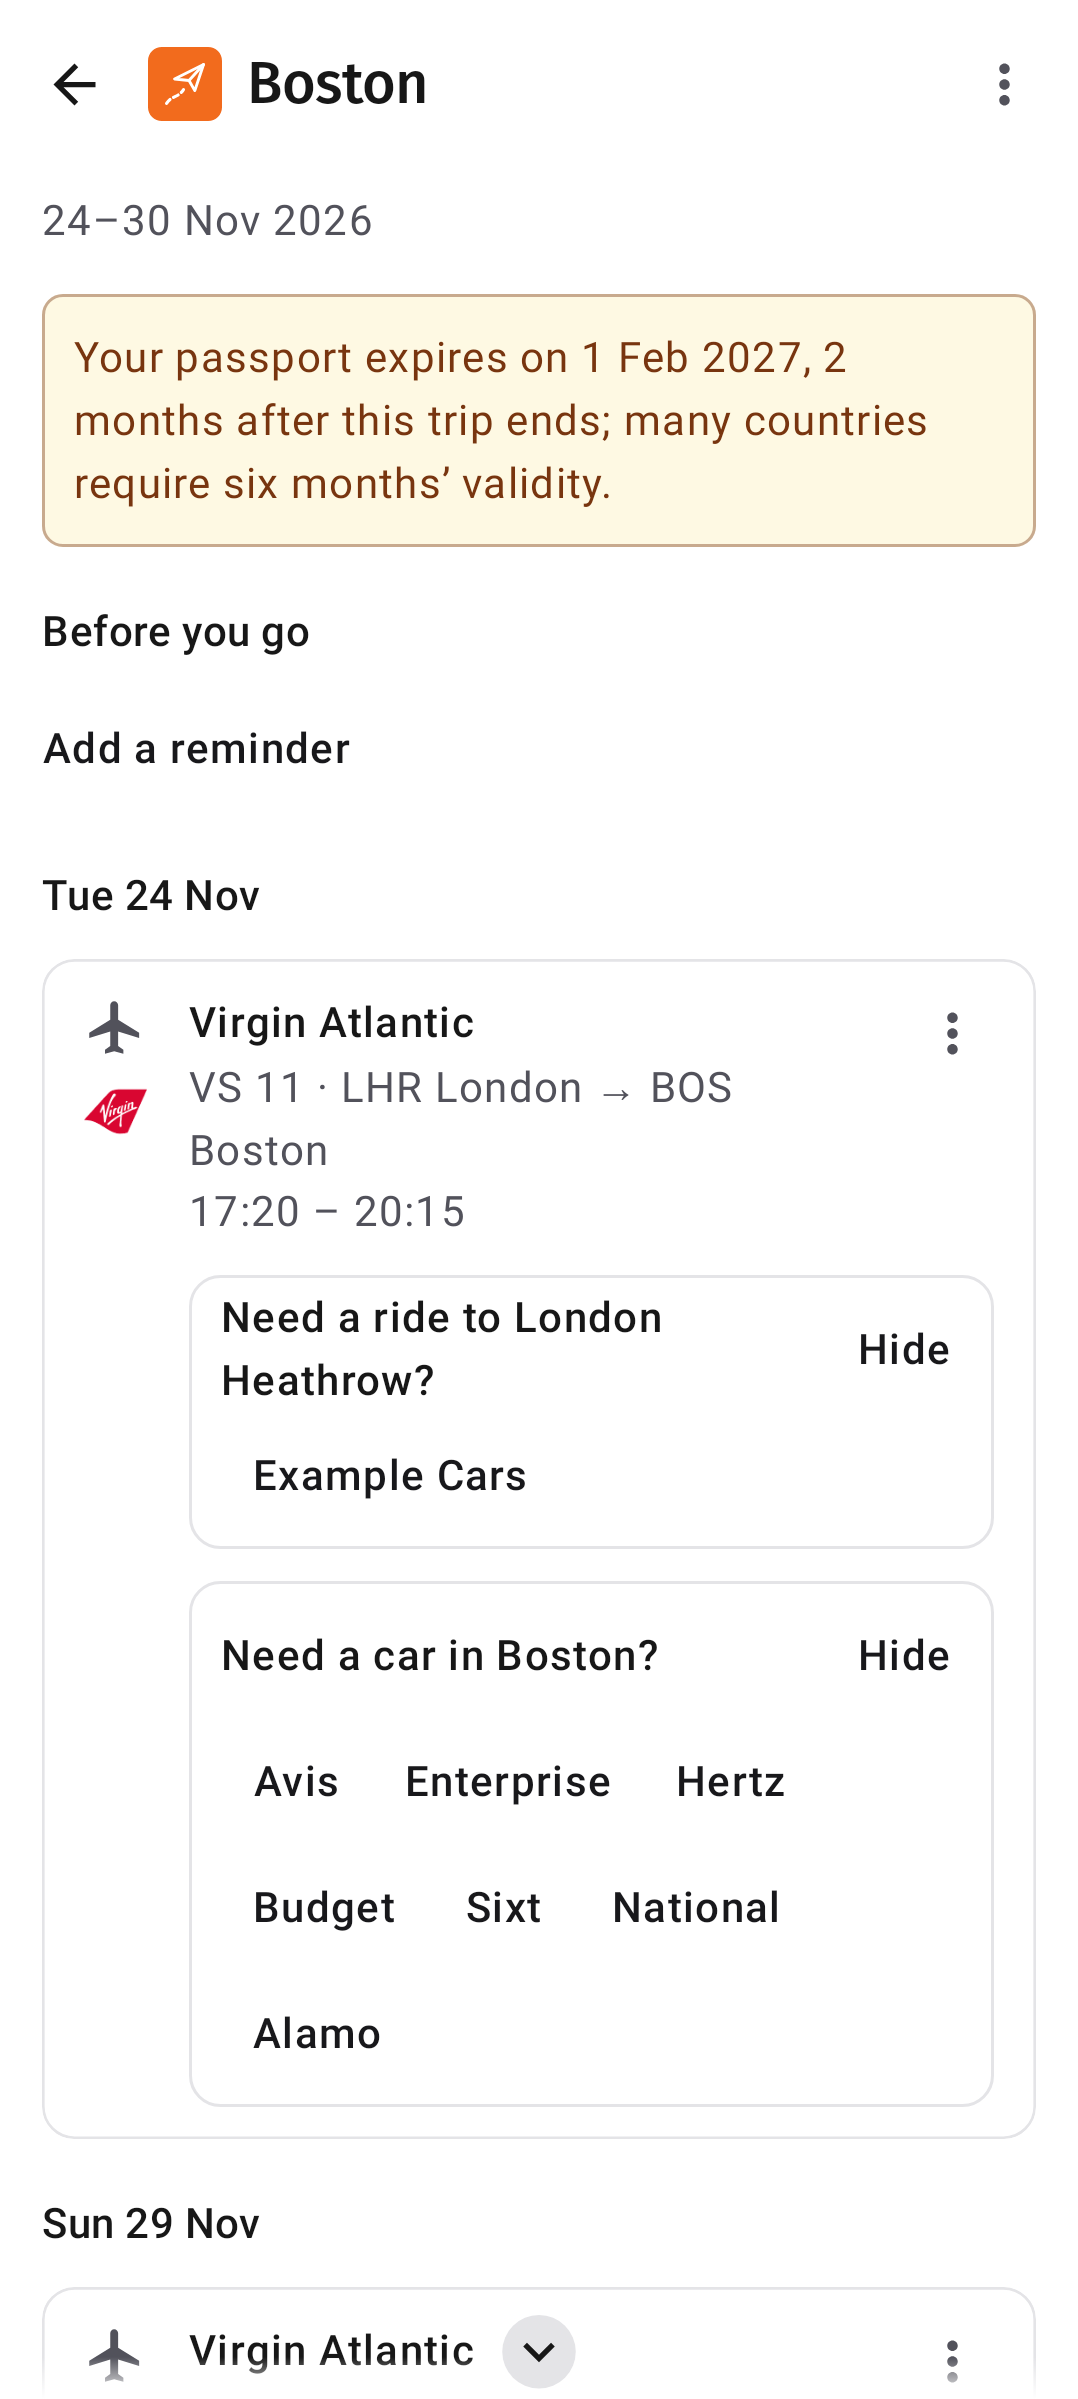 Boston
24–30 Nov 2026
Your passport expires on 1 Feb 2027, 2
months after this trip ends; many countries
require six months’ validity.
Before you go
Add a reminder
Tue 24 Nov
Virgin Atlantic
VS 11 · LHR London → BOS
Virgin
Boston
17:20 – 20:15
Need a ride to London
Heathrow?
Hide
Example Cars
Need a car in Boston?
Hide
Avis Enterprise Hertz
Budget Sixt National
Alamo
Sun 29 Nov
Virgin Atlantic